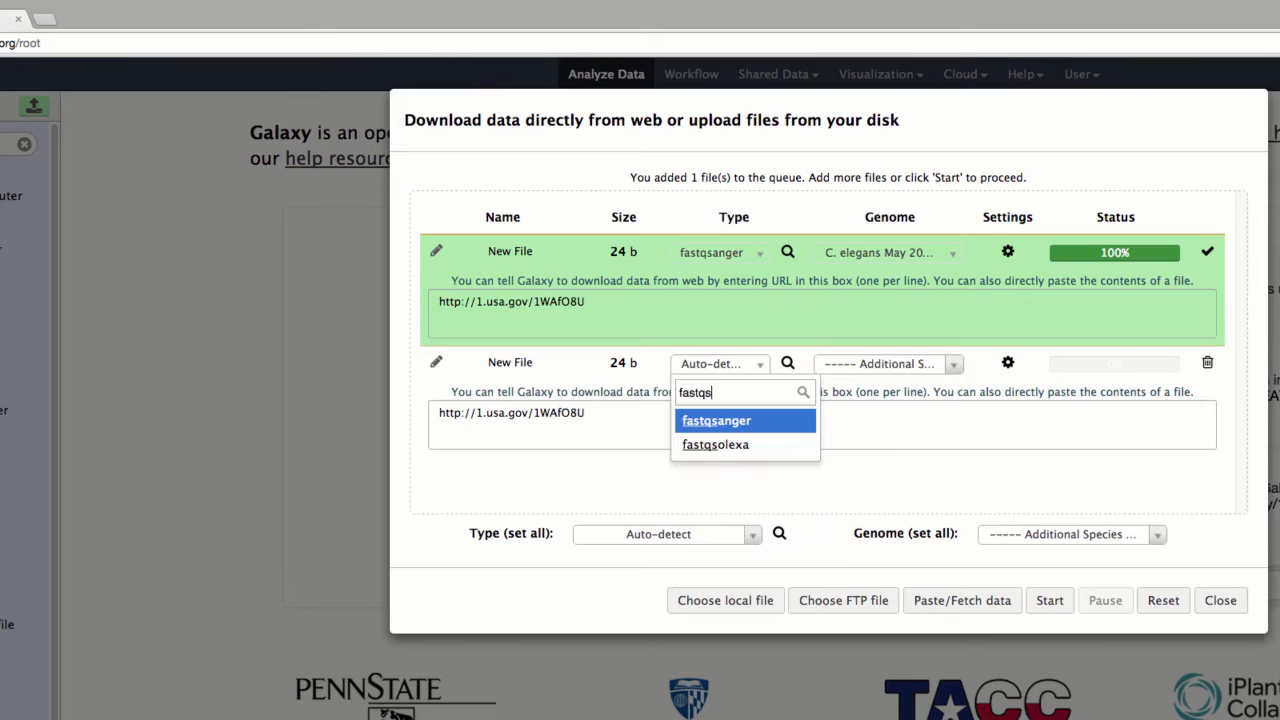 org/root
Analyze Data Workflow Shared Data Visualization Cloud Help User
Download data directly from web or upload files from your disk
Galaxy is an ope
our help resourc
You added 1 file(s) to the queue. Add more files or click 'Start' to proceed.
uter
Name Size Type Genome Settings Status
New File 24 b fastqsanger C. elegans May 20... 100%
You can tell Galaxy to download data from web by entering URL in this box (one per line). You can also directly paste the contents of a file.
http://1.usa.gov/1WAfO8U
New File 24 b Auto-det... ----- Additional S...
You can tell Galaxy to download data fro is box (one per line). You can also directly paste the contents of a file.
fastqs
http://1.usa.gov/1WAfO8U
fastqsanger
fastqsolexa
er
Type (set all): Auto-detect Genome (set all): ----- Additional Species ...
Choose local file Choose FTP file Paste/Fetch data Start Pause Reset Close
file
PENNSTATE
TACC
iPlant
Collab